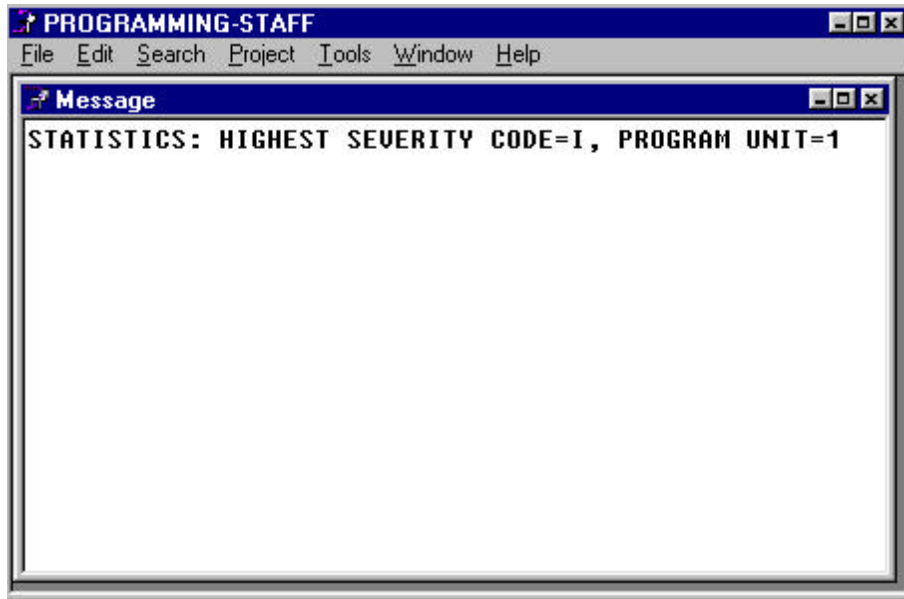 PROGRAMMING-STAFF
File Edit Search Project Tools Window Help
Message
STATISTICS: HIGHEST SEVERITY CODE=I, PROGRAM UNIT=1